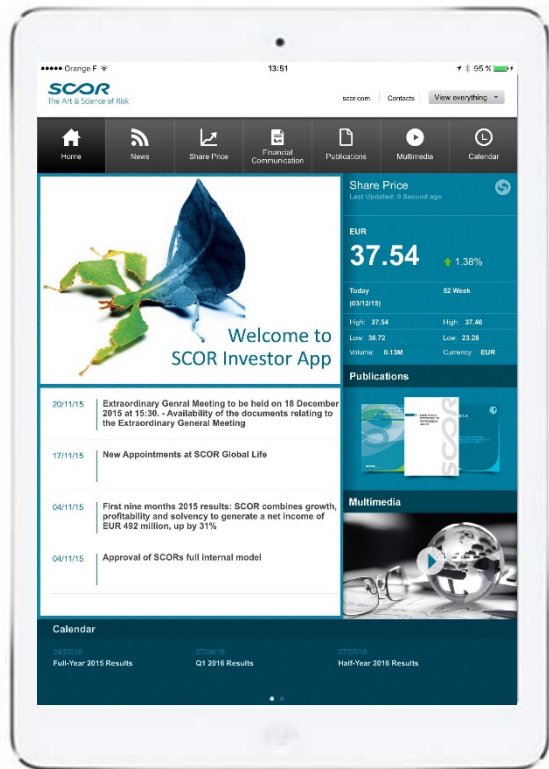 Orange F
13:51
95 %
SCOR
The Art & Science of Risk
scor.com
Contacts
View everything
Home
News
Share Price
Financial
Communication
Publications
Multimedia
Calendar
Share Price
Last Updated: 0 Second ago
EUR
37.54
1.38%
Today
(03/12/15)
52 Week
High: 37.54
High: 37.46
Low: 36.72
Low: 23.26
Volume: 0.13M
Currency: EUR
Welcome to
SCOR Investor App
20/11/15
Extraordinary Genral Meeting to be held on 18 December
2015 at 15:30. - Availability of the documents relating to
the Extraordinary General Meeting
17/11/15
New Appointments at SCOR Global Life
04/11/15
First nine months 2015 results: SCOR combines growth,
profitability and solvency to generate a net income of
EUR 492 million, up by 31%
04/11/15
Approval of SCORs full internal model
Publications
SCOR
Multimedia
Calendar
Full-Year 2015 Results
27/04/16
Q1 2016 Results
27/07/16
Half-Year 2016 Results